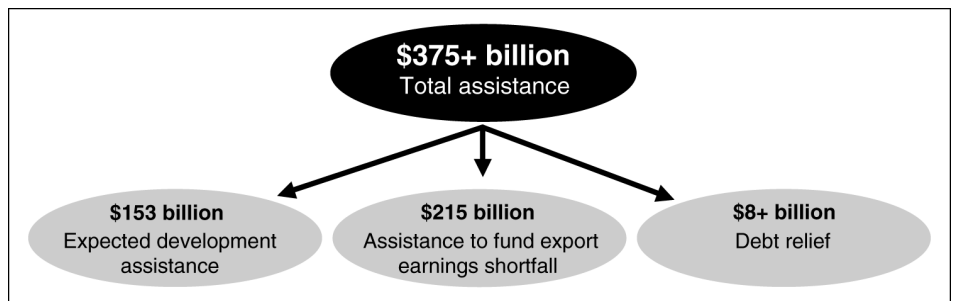 $375+ billion
Total assistance
$153 billion
Expected development
assistance
$215 billion
Assistance to fund export
earnings shortfall
$8+ billion
Debt relief